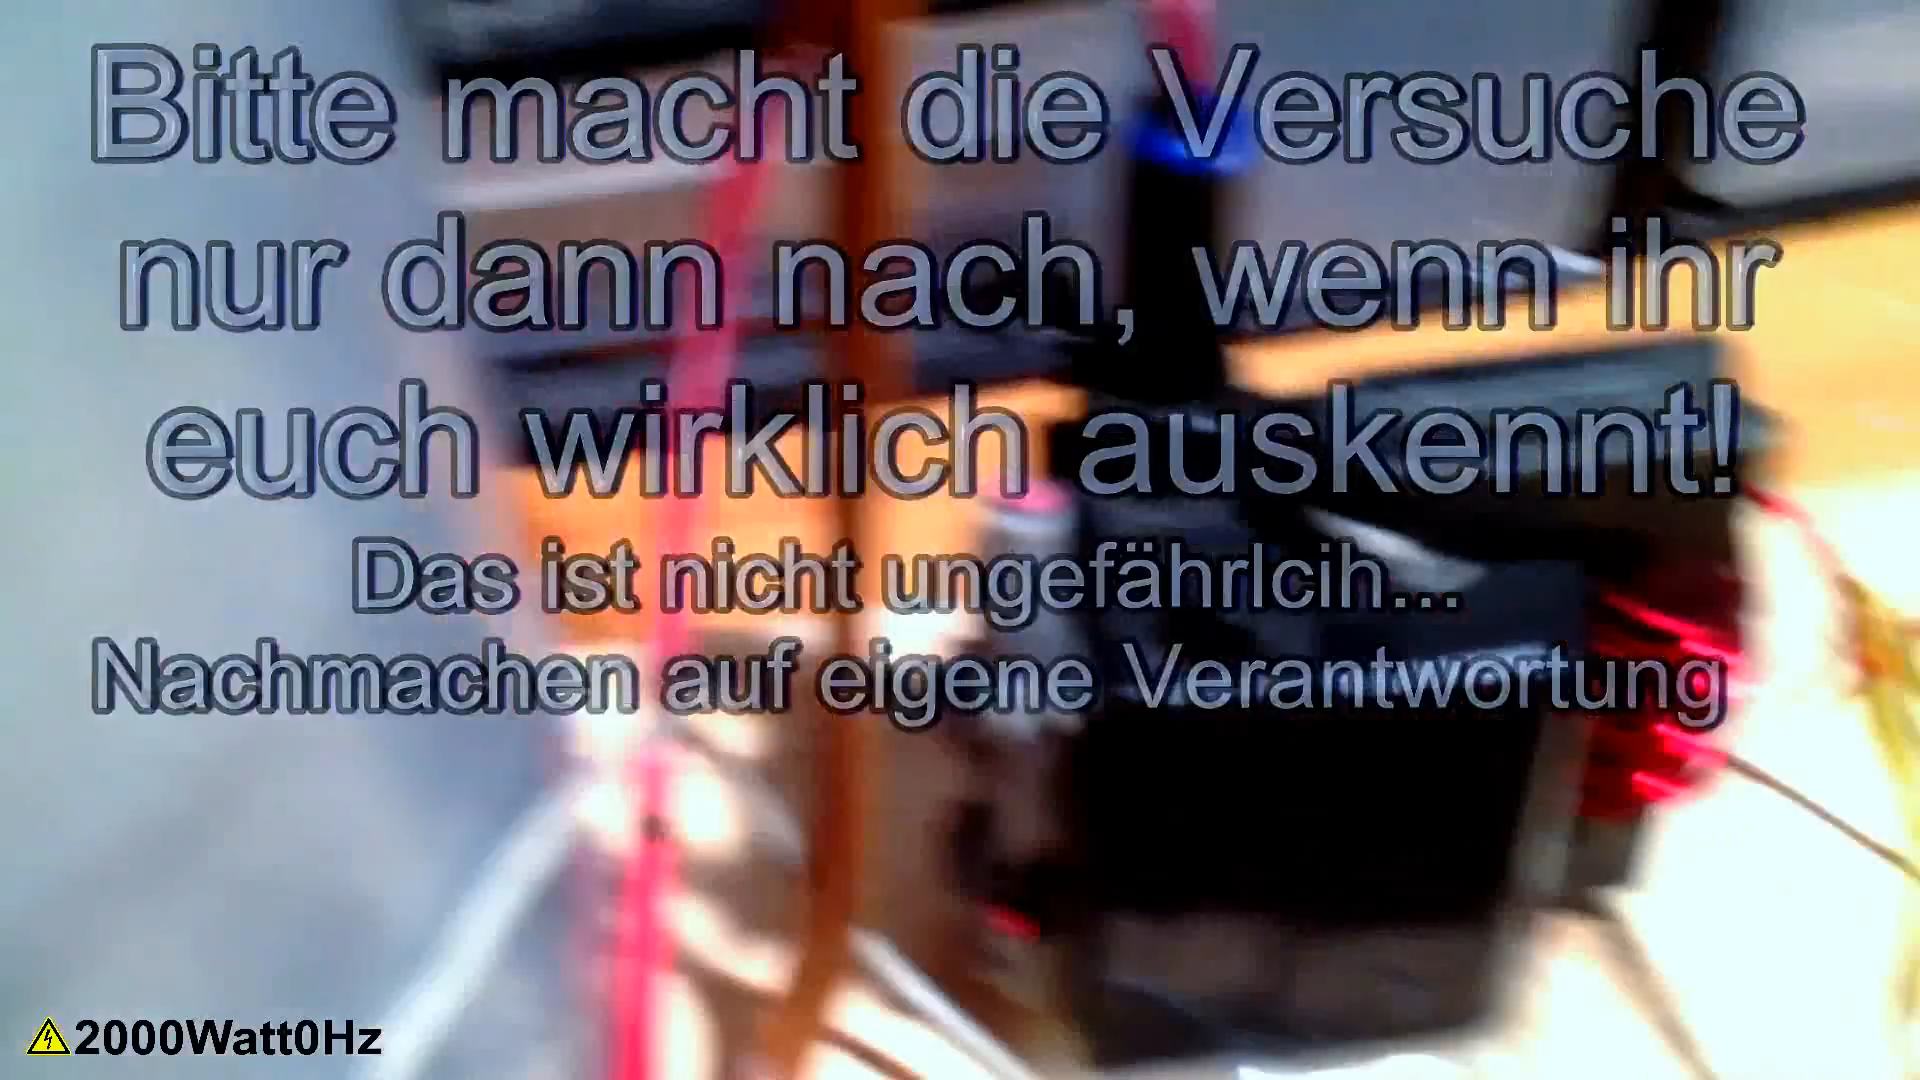 Bitte macht die Versuche
nur dann nach, wenn ihr
euch wirklich auskennt!
Das ist nicht ungefährlcih...
Nachmachen auf eigene Verantwortung
2000Watt0Hz